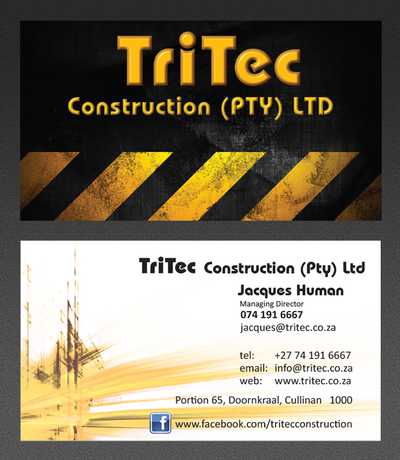 TriTec
Construction (PTY) LTD
TriTec Construction (Pty) Ltd
Jacques Human
Managing Director
074 191 6667
jacques@tritec.co.za
tel: +27 74 191 6667
email: info@tritec.co.za
web: www.tritec.co.za
Portion 65, Doornkraal, Cullinan 1000
f www.facebook.com/tritecconstruction